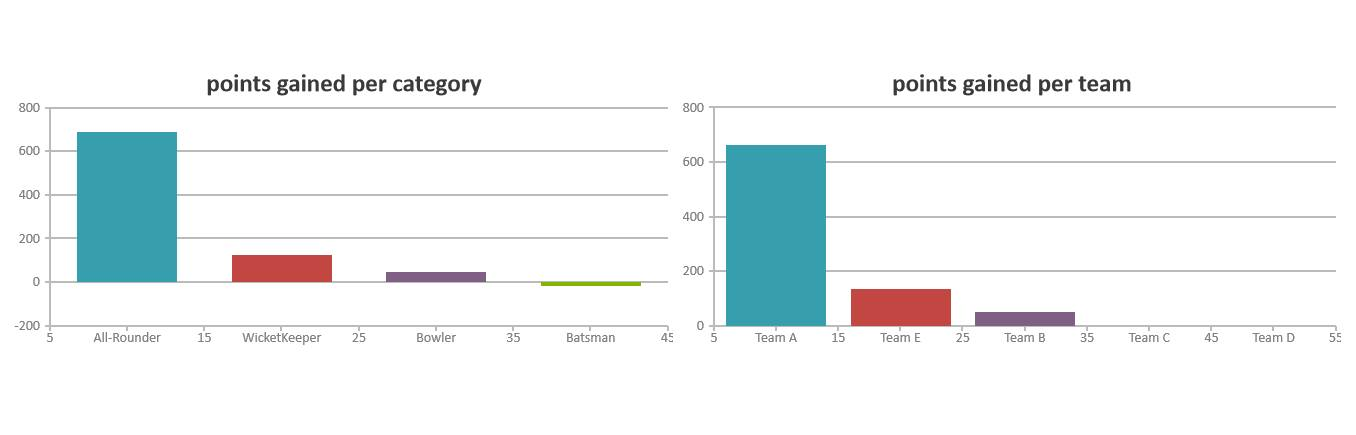 points gained per category
800
600
400
200
0
-200
5 All-Rounder 15 WicketKeeper 25 Bowler 35 Batsman 45
points gained per team
800
600
400
200
0
5 Team A 15 Team E 25 Team B 35 Team C 45 Team D 55